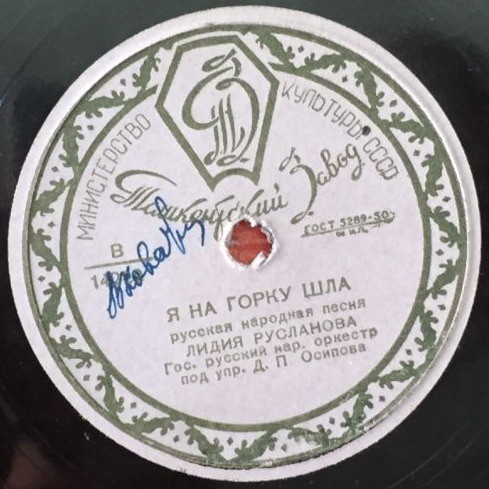 МИНИСТЕРСТВО КУЛЬТУРЫ СССР
Ташкентский Завод
ГОСТ 5289-50
В
Я НА ГОРКУ ШЛА
русская народная песня
ЛИДИЯ РУСЛАНОВА
Гос. русский нар. оркестр
под упр. Д. П. Осипова